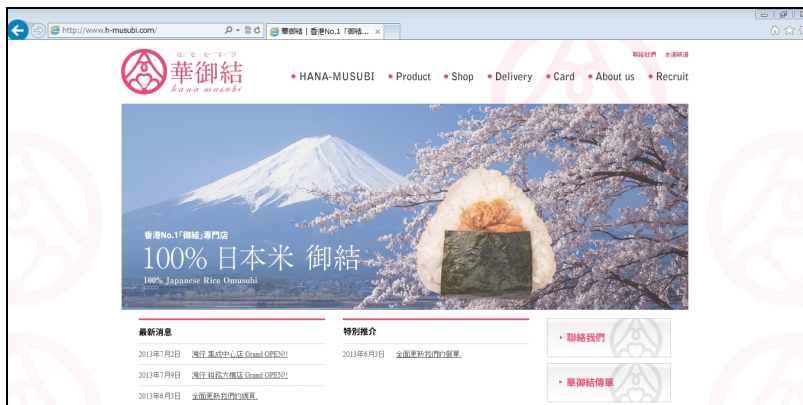 http://www.h-musubi.com/
華御結 | 香港No.1「御結...
聯絡我們
はなむすび
華御結
hana musubi
HANA-MUSUBI
Product
Shop
Delivery
Card
About us
Recruit
香港No.1「御結」專門店
100% 日本米 御結
100% Japanese Rice Omusubi
最新消息
2013年7月2日 灣仔 集成中心店 Grand OPEN!!
2013年7月9日 灣仔 稅務大樓店 Grand OPEN!!
2013年6月3日 全面更新我們的網頁.
特別推介
2013年6月3日 全面更新我們的餐單.
聯絡我們
華御結傳單